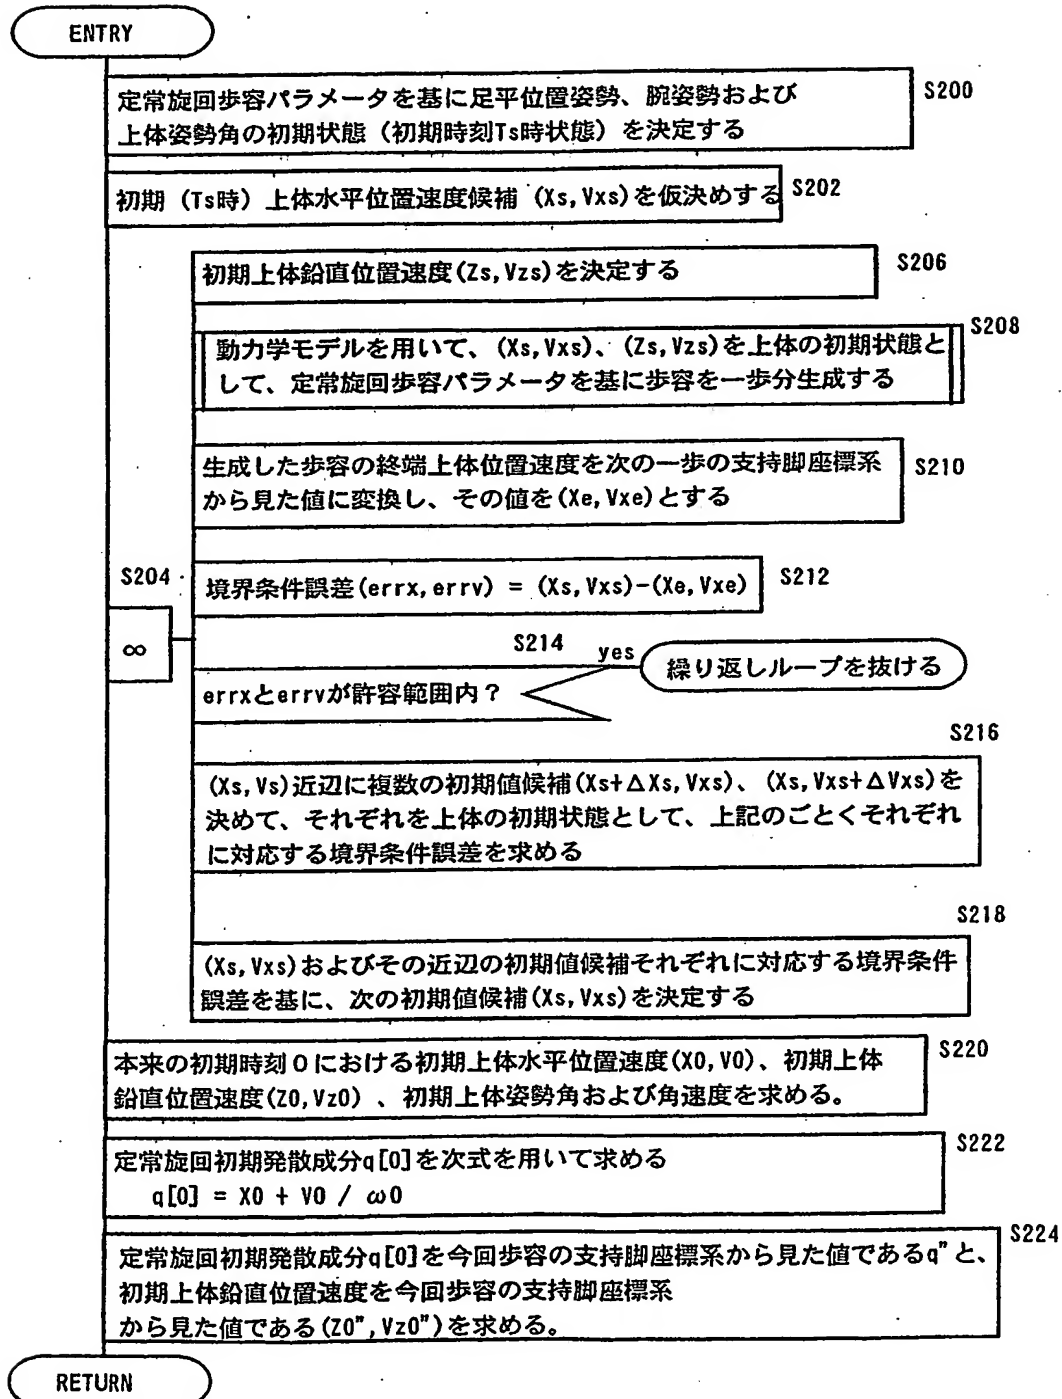 ENTRY
S200
定常旋回歩容パラメータを基に足平位置姿勢、腕姿勢および
上体姿勢角の初期状態（初期時刻Ts時状態）を決定する
S202
初期（Ts時）上体水平位置速度候補（Xs,Vxs)を仮決めする
S206
初期上体鉛直位置速度(Zs,Vzs)を決定する
S208
動力学モデルを用いて、(Xs,Vxs)、(Zs,Vzs)を上体の初期状態と
して、定常旋回歩容パラメータを基に歩容を一歩分生成する
生成した歩容の終端上体位置速度を次の一歩の支持脚座標系
から見た値に変換し、その値を(Xe,Vxe)とする
S210
S204
∞
境界条件誤差(errx,errv) = (Xs,Vxs)-(Xe,Vxe)
S212
S214
yes
繰り返しループを抜ける
errxとerrvが許容範囲内？
S216
(Xs,Vs)近辺に複数の初期値候補(Xs+ΔXs,Vxs)、(Xs,Vxs+ΔVxs)を
決めて、それぞれを上体の初期状態として、上記のごとくそれぞれ
に対応する境界条件誤差を求める
S218
(Xs,Vxs)およびその近辺の初期値候補それぞれに対応する境界条件
誤差を基に、次の初期値候補(Xs,Vxs)を決定する
S220
本来の初期時刻０における初期上体水平位置速度(X0,V0)、初期上体
鉛直位置速度(Z0,Vz0) 、初期上体姿勢角および角速度を求める。
S222
定常旋回初期発散成分q[0]を次式を用いて求める
q[0] = X0 + V0 / ω0
S224
定常旋回初期発散成分q[0]を今回歩容の支持脚座標系から見た値であるq"と、
初期上体鉛直位置速度を今回歩容の支持脚座標系
から見た値である(Z0",Vz0")を求める。
RETURN